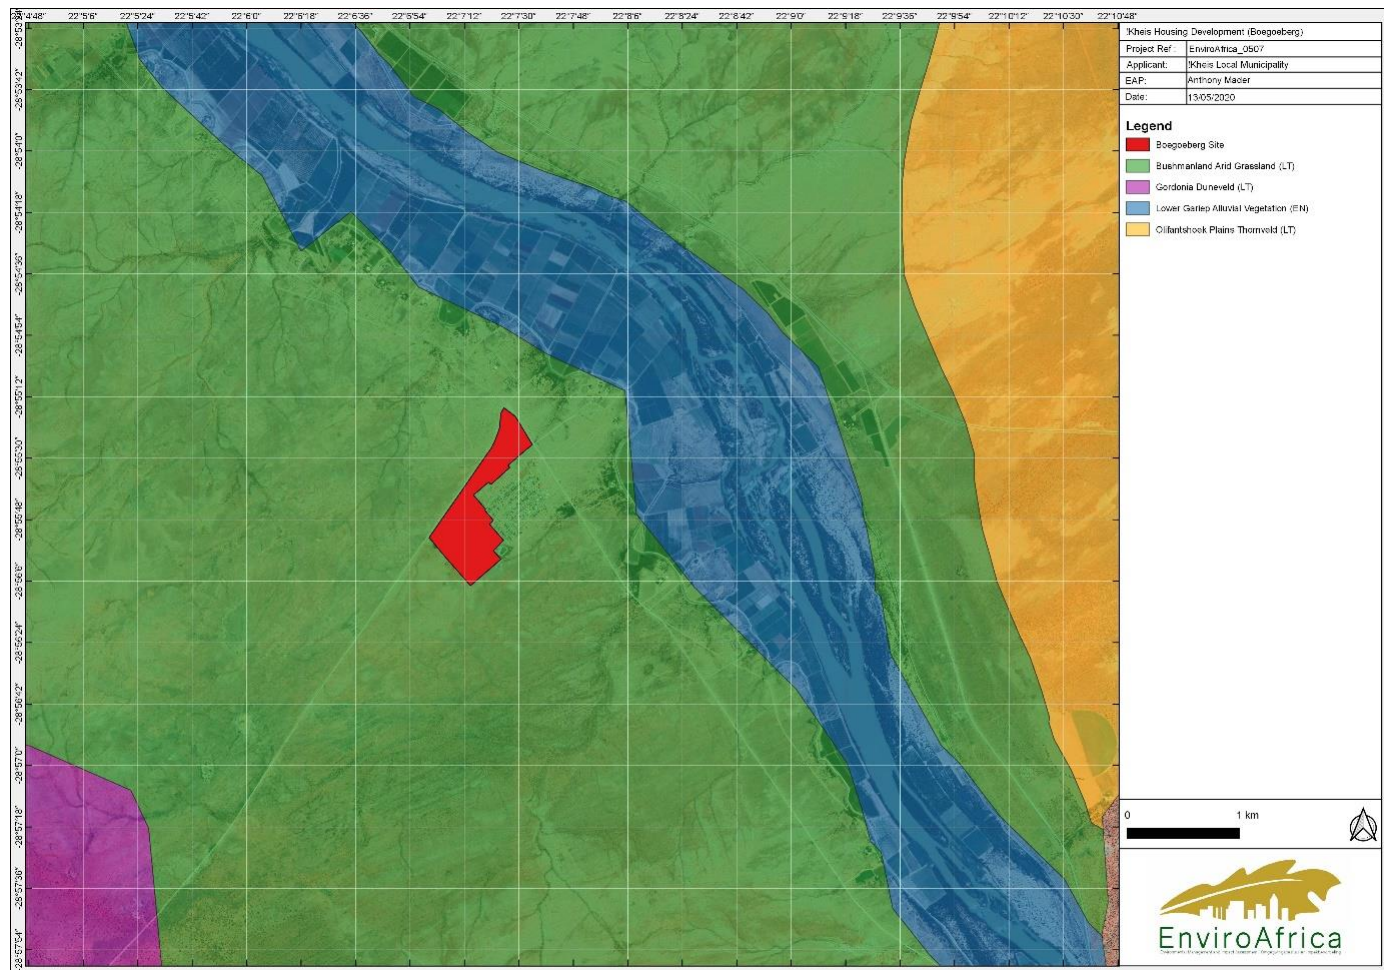 22°4'48" 22°5'6" 22°5'24" 22°5'42" 22°6'0" 22°6'18" 22°6'36" 22°6'54" 22°7'12" 22°7'30" 22°7'48" 22°8'6" 22°8'24" 22°8'42" 22°9'0" 22°9'18" 22°9'36" 22°9'54" 22°10'12" 22°10'30" 22°10'48"
-28°53'42"
-28°54'0"
-28°54'18"
-28°54'36"
-28°54'54"
-28°55'12"
-28°55'30"
-28°55'48"
-28°56'6"
-28°56'24"
-28°56'42"
-28°57'0"
-28°57'18"
-28°57'36"
-28°57'54"
!Kheis Housing Development (Boegoeberg)
Project Ref : EnviroAfrica_0507
Applicant: !Kheis Local Municipality
EAP: Anthony Mader
Date: 13/05/2020
Legend
Boegoeberg Site
Bushmanland Arid Grassland (LT)
Gordonia Duneveld (LT)
Lower Gariep Alluvial Vegetation (EN)
Olifantshoek Plains Thornveld (LT)
0 1 km
EnviroAfrica